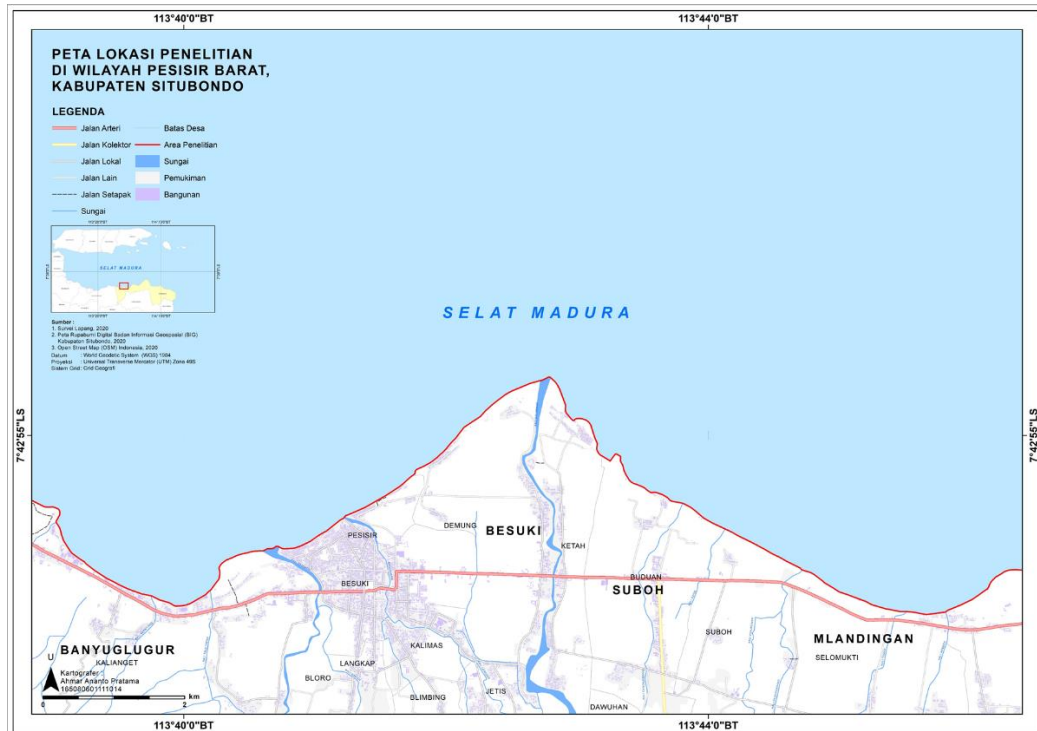 113°40'0"BT
113°44'0"BT
PETA LOKASI PENELITIAN
DI WILAYAH PESISIR BARAT,
KABUPATEN SITUBONDO
LEGENDA
Jalan Arteri
Jalan Kolektor
Jalan Lokal
Jalan Lain
Jalan Setapak
Sungai
Batas Desa
Area Penelitian
Sungai
Pemukiman
Bangunan
SELAT MADURA
Sumber :
1. Survei Lapang, 2020
2. Peta Rupabumi Digital Badan Informasi Geospasial (BIG)
Kabupaten Situbondo, 2020
3. Open Street Map (OSM) Indonesia, 2020
Datum : World Geodetic System (WGS) 1984
Proyeksi : Universal Transverse Mercator (UTM) Zone 49S
Sistem Grid : Grid Geografi
SELAT MADURA
7°42'55"LS
7°42'55"LS
DEMUNG
BESUKI
PESISIR
KETAH
BESUKI
BUDUAN
SUBOH
SUBOH
MLANDINGAN
SELOMUKTI
BANYUGLUGUR
KALIANGET
KALIMAS
LANGKAP
BLORO
BLIMBING
JETIS
DAWUHAN
U
Kartografer :
Ahmar Ananto Pratama
165080601111014
km
0
2
113°40'0"BT
113°44'0"BT